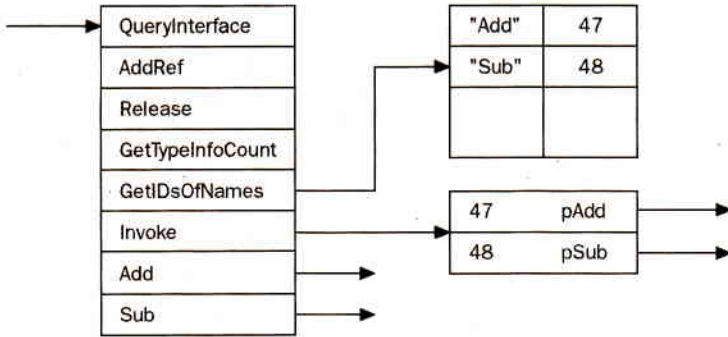 QueryInterface
AddRef
Release
GetTypeInfoCount
GetIDsOfNames
Invoke
Add
Sub
"Add" 47
"Sub" 48
47 pAdd
48 pSub